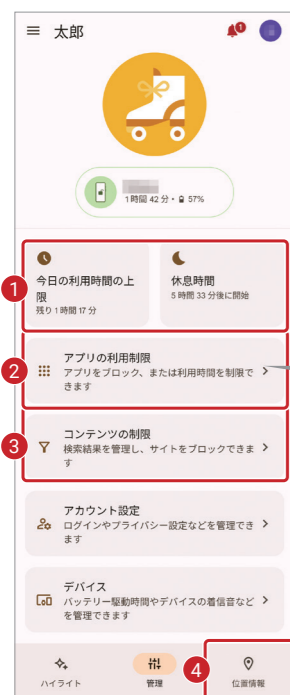 太郎
1
1時間 42 分・ 57%
1
今日の利用時間の上
限
残り 1 時間 17 分
休息時間
5 時間 33 分後に開始
2
アプリの利用制限
アプリをブロック、または利用時間を制限で
きます
3
コンテンツの制限
検索結果を管理し、サイトをブロックできま
す
アカウント設定
ログインやプライバシー設定などを管理でき
ます
デバイス
バッテリー駆動時間やデバイスの着信音など
を管理できます
4
ハイライト
管理
位置情報